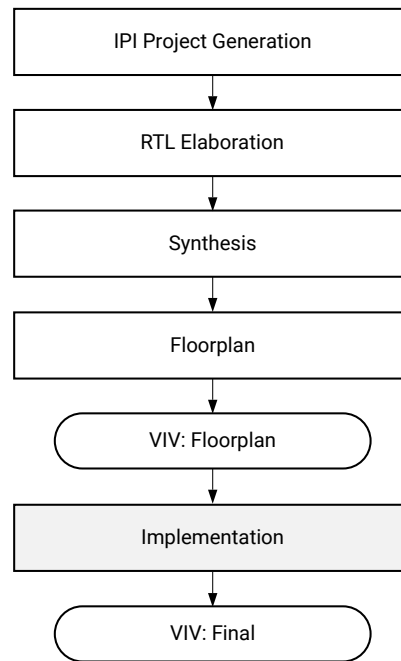 IPI Project Generation
RTL Elaboration
Synthesis
Floorplan
VIV: Floorplan
Implementation
VIV: Final